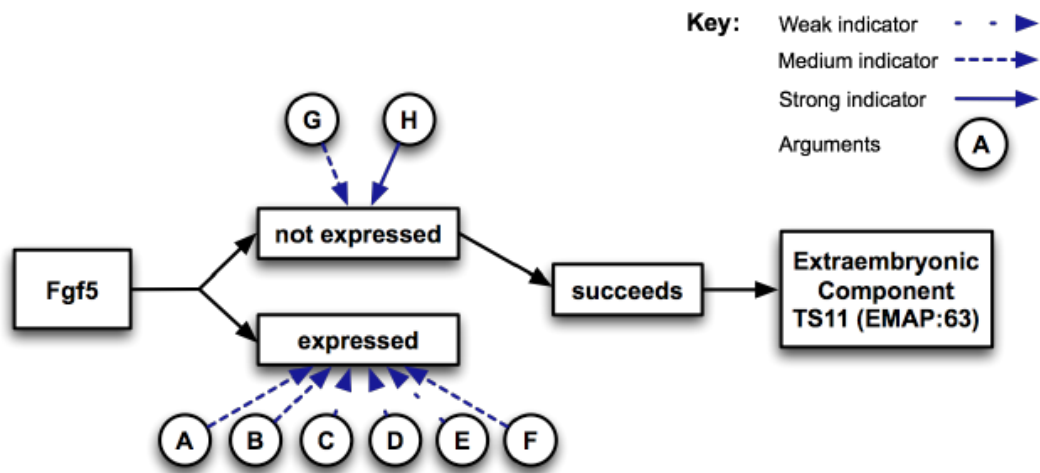 Key:
Weak indicator
Medium indicator
Strong indicator
Arguments
A
G
H
not expressed
Fgf5
succeeds
Extraembryonic
Component
TS11 (EMAP:63)
expressed
A
B
C
D
E
F